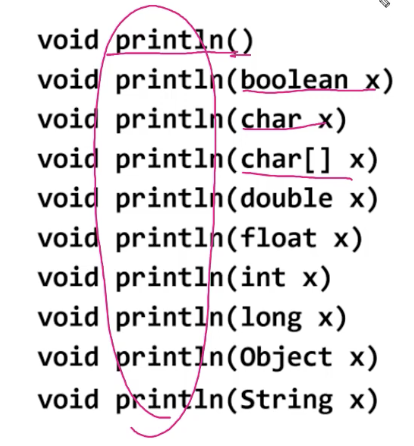 void println()
void println(boolean x)
void println(char x)
void println(char[] x)
void println(double x)
void println(float x)
void println(int x)
void println(long x)
void println(Object x)
void println(String x)